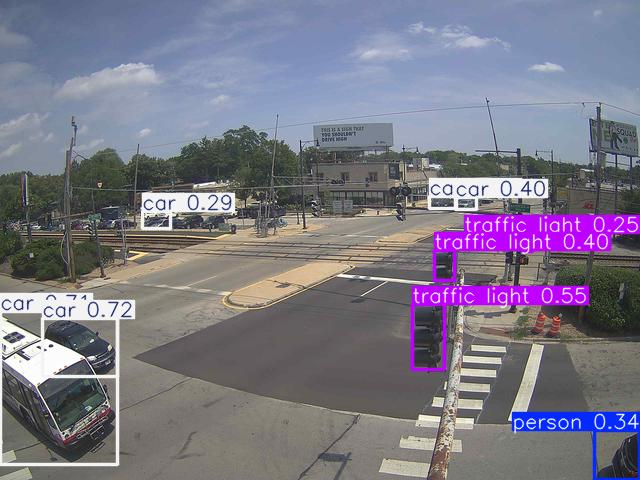 THIS IS A SIGN THAT
YOU SHOULDN'T
DRIVE HIGH
SQUAD
car 0.29
cacar 0.40
traffic light 0.25
traffic light 0.40
traffic light 0.55
car 0.71
car 0.72
person 0.34